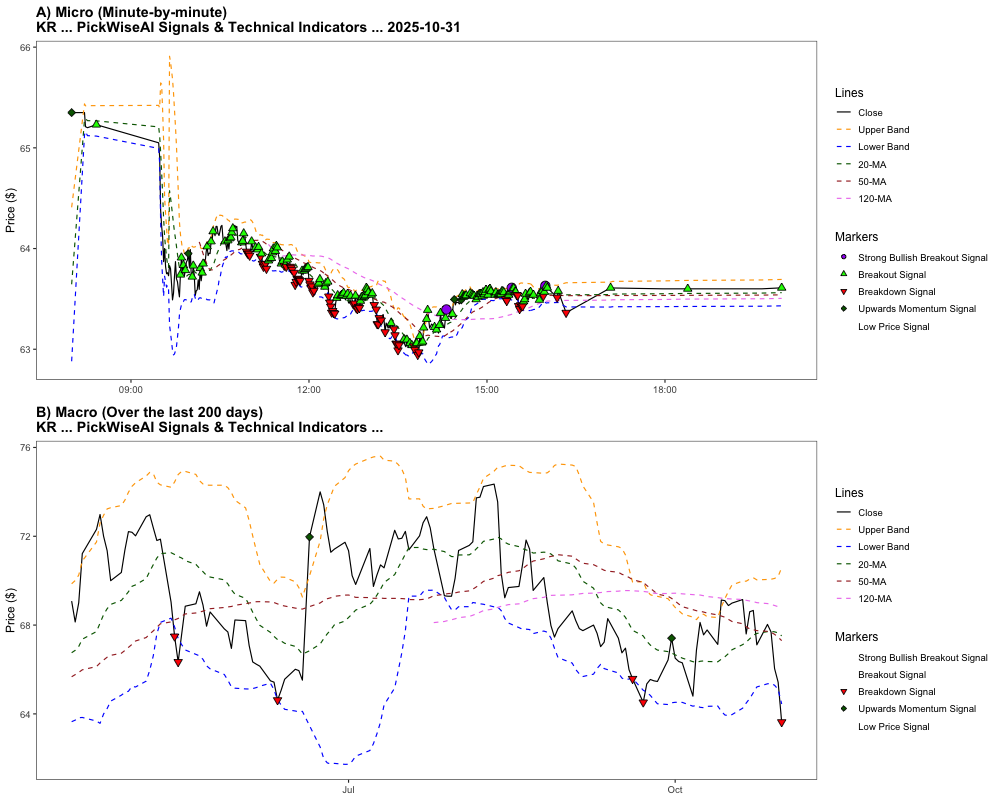 A) Micro (Minute-by-minute)
KR ... PickWiseAI Signals & Technical Indicators ... 2025-10-31
66
65
64
63
Price ($)
09:00
12:00
15:00
18:00
Lines
Close
Upper Band
Lower Band
20-MA
50-MA
120-MA
Markers
Strong Bullish Breakout Signal
Breakout Signal
Breakdown Signal
Upwards Momentum Signal
Low Price Signal
B) Macro (Over the last 200 days)
KR ... PickWiseAI Signals & Technical Indicators ...
76
72
68
64
Price ($)
Jul
Oct
Lines
Close
Upper Band
Lower Band
20-MA
50-MA
120-MA
Markers
Strong Bullish Breakout Signal
Breakout Signal
Breakdown Signal
Upwards Momentum Signal
Low Price Signal